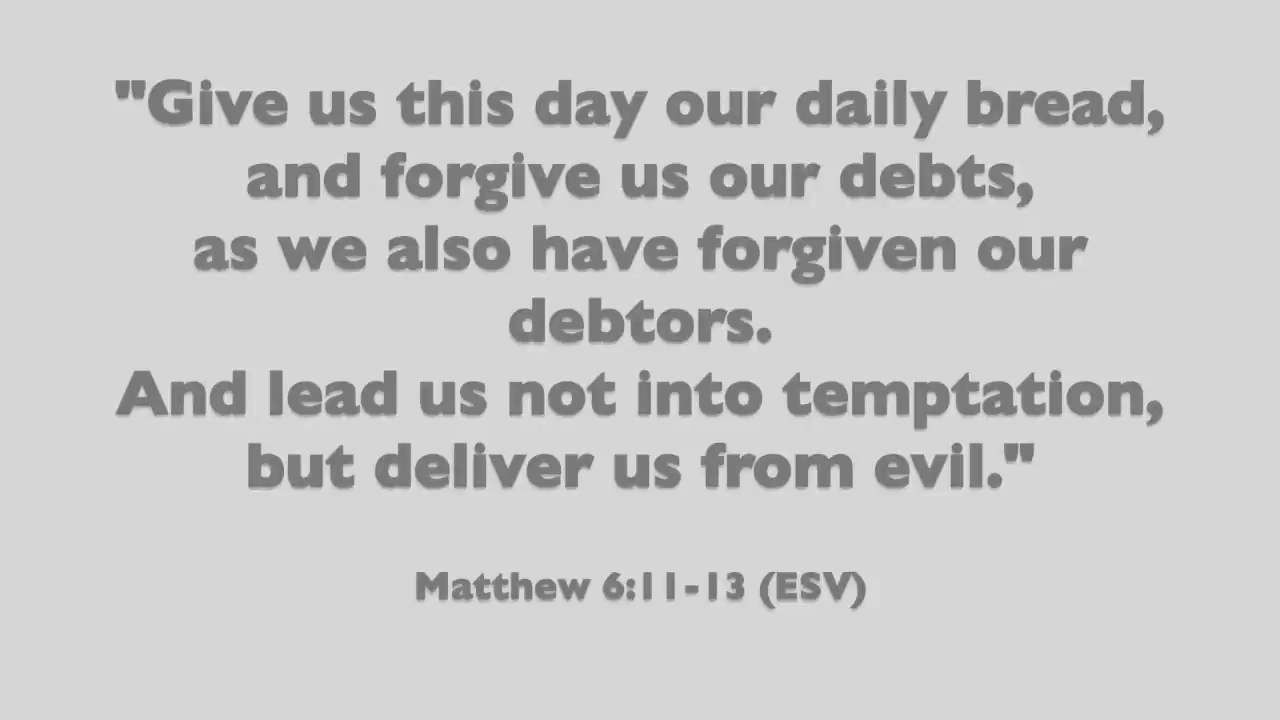 "Give us this day our daily bread,
and forgive us our debts,
as we also have forgiven our
debtors.
And lead us not into temptation,
but deliver us from evil."
Matthew 6:11-13 (ESV)